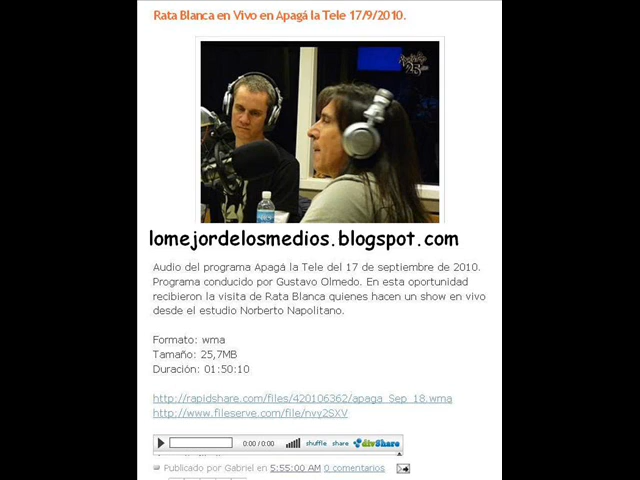 Rata Blanca en Vivo en Apagá la Tele 17/9/2010.
lomejordelosmedios.blogspot.com
Audio del programa Apagá la Tele del 17 de septiembre de 2010.
Programa conducido por Gustavo Olmedo. En esta oportunidad
recibieron la visita de Rata Blanca quienes hacen un show en vivo
desde el estudio Norberto Napolitano.
Formato: wma
Tamaño: 25,7MB
Duración: 01:50:10
http://rapidshare.com/files/420106362/apaga_Sep_18.wma
http://www.fileserve.com/file/nvy2SXV
0:00 / 0:00 shuffle share divShare
Publicado por Gabriel en 5:55:00 AM 0 comentarios